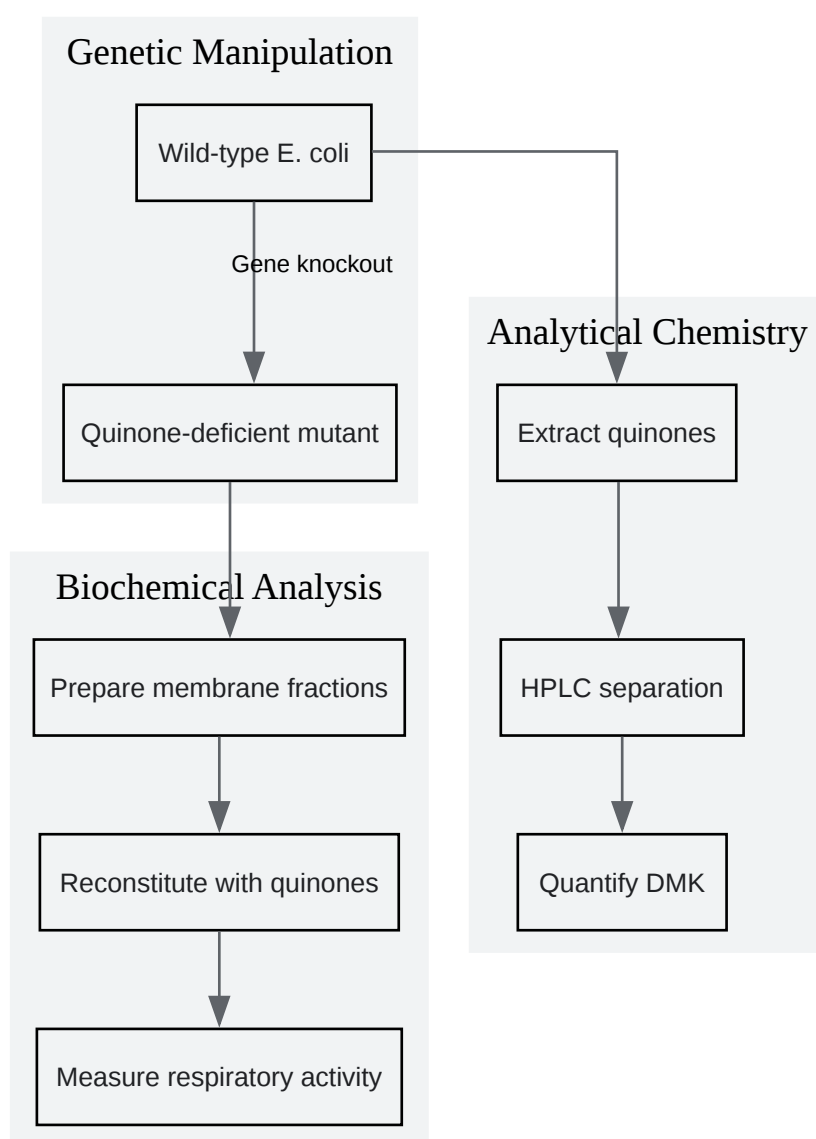 Genetic Manipulation
Wild-type E. coli
Gene knockout
Quinone-deficient mutant
Analytical Chemistry
Extract quinones
HPLC separation
Quantify DMK
Biochemical Analysis
Prepare membrane fractions
Reconstitute with quinones
Measure respiratory activity